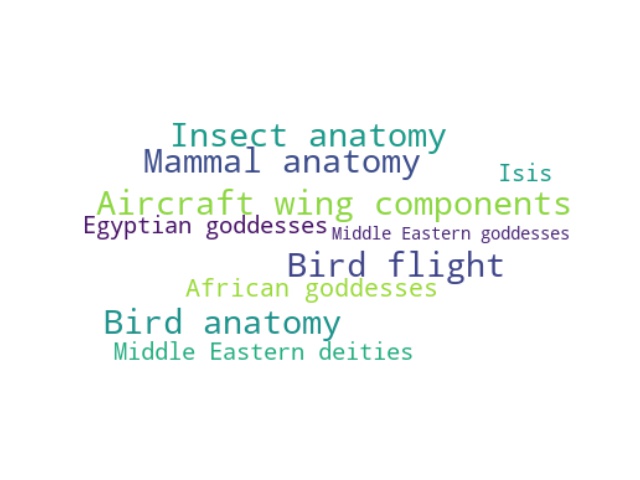 Insect anatomy
Mammal anatomy
Isis
Aircraft wing components
Egyptian goddesses
Middle Eastern goddesses
Bird flight
African goddesses
Bird anatomy
Middle Eastern deities